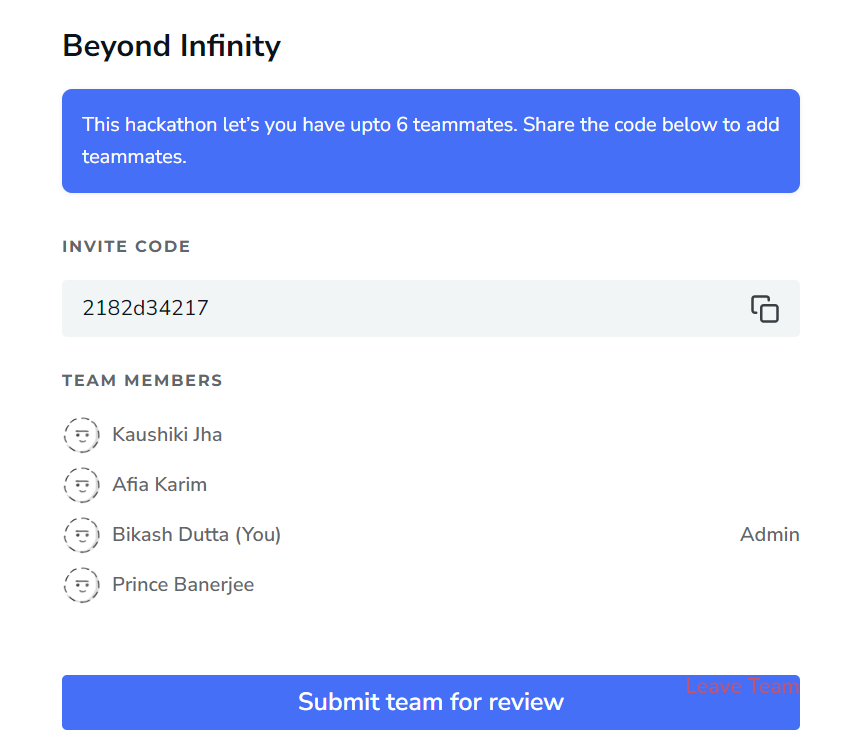 Beyond Infinity
This hackathon let’s you have upto 6 teammates. Share the code below to add
teammates.
INVITE CODE
2182d34217
TEAM MEMBERS
Kaushiki Jha
Afia Karim
Bikash Dutta (You) Admin
Prince Banerjee
Leave Team
Submit team for review